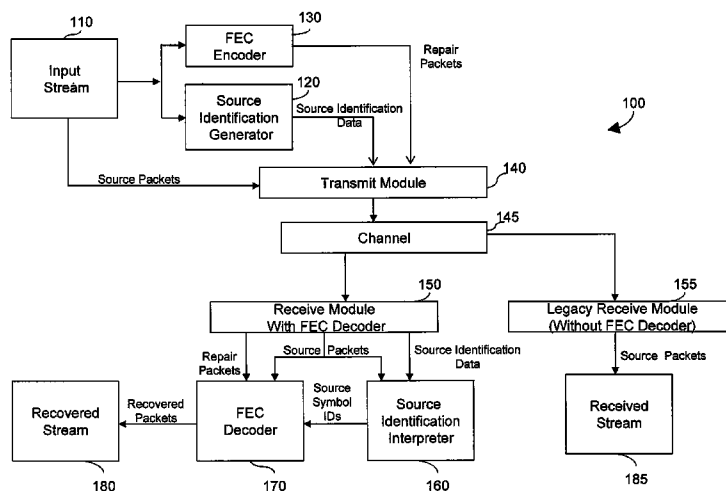 110
130
Input
Stream
FEC
Encoder
Repair
Packets
120
Source
Identification
Generator
Source Identification
Data
100
Source Packets
Transmit Module
140
145
Channel
150
155
Receive Module
With FEC Decoder
Legacy Receive Module
(Without FEC Decoder)
Repair
Packets
Source Packets
Source Identification
Data
Source Packets
Recovered
Stream
Recovered
Packets
FEC
Decoder
Source
Symbol
IDs
Source
Identification
Interpreter
Received
Stream
180
170
160
185